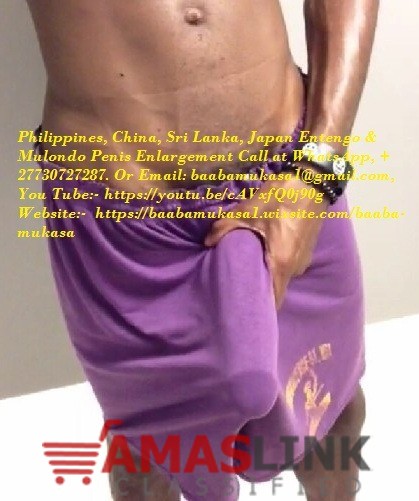 Philippines, China, Sri Lanka, Japan Entengo &
Mulondo Penis Enlargement Call at WhatsApp, +
27730727287. Or Email: baabamukasa1@gmail.com,
You Tube:- https://youtu.be/cAVxfQ0j90g
Website:- https://baabamukasa1.wixsite.com/baaba-
mukasa
AMASLINK
CLASSIFIED